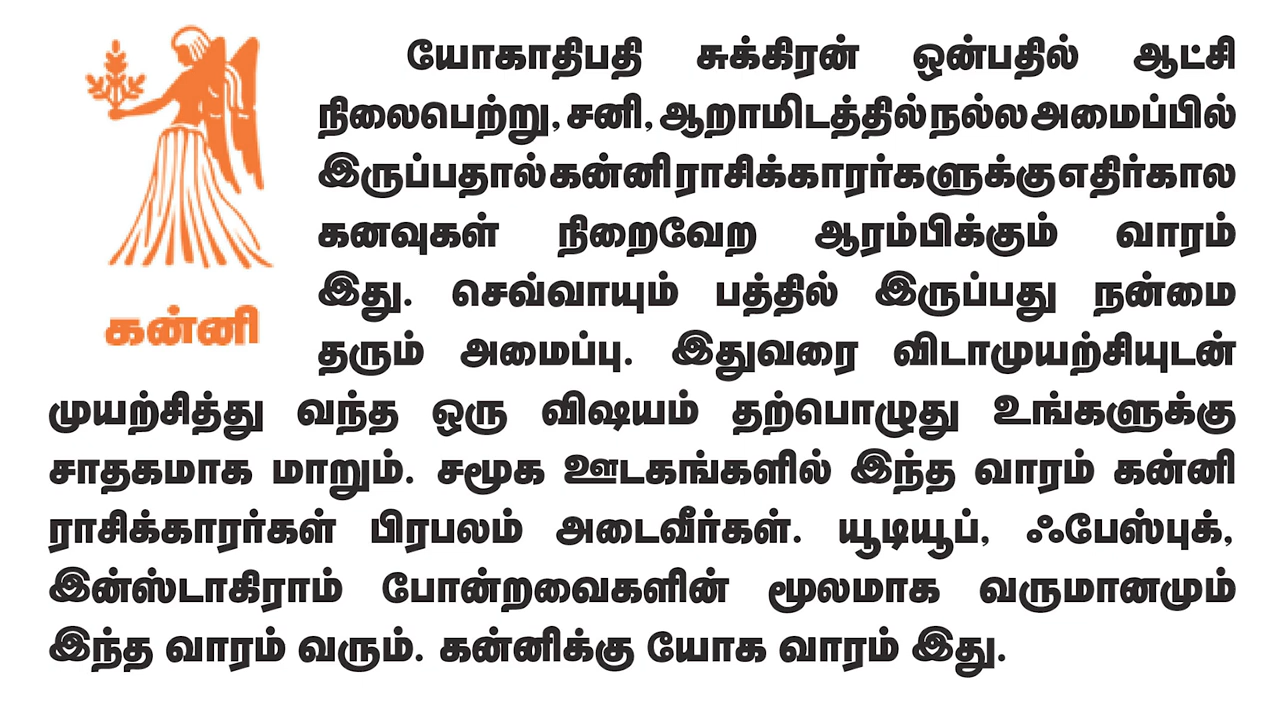 யோகாதிபதி சுக்கிரன் ஒன்பதில் ஆட்சி
நிலைபெற்று, சனி, ஆறாமிடத்தில் நல்ல அமைப்பில்
இருப்பதால் கன்னி ராசிக்காரர்களுக்கு எதிர்கால
கனவுகள் நிறைவேற ஆரம்பிக்கும் வாரம்
இது. செவ்வாயும் பத்தில் இருப்பது நன்மை
தரும் அமைப்பு. இதுவரை விடாமுயற்சியுடன்
முயற்சித்து வந்த ஒரு விஷயம் தற்பொழுது உங்களுக்கு
சாதகமாக மாறும். சமூக ஊடகங்களில் இந்த வாரம் கன்னி
ராசிக்காரர்கள் பிரபலம் அடைவீர்கள். யூடியூப், ஃபேஸ்புக்,
இன்ஸ்டாகிராம் போன்றவைகளின் மூலமாக வருமானமும்
இந்த வாரம் வரும். கன்னிக்கு யோக வாரம் இது.
கன்னி